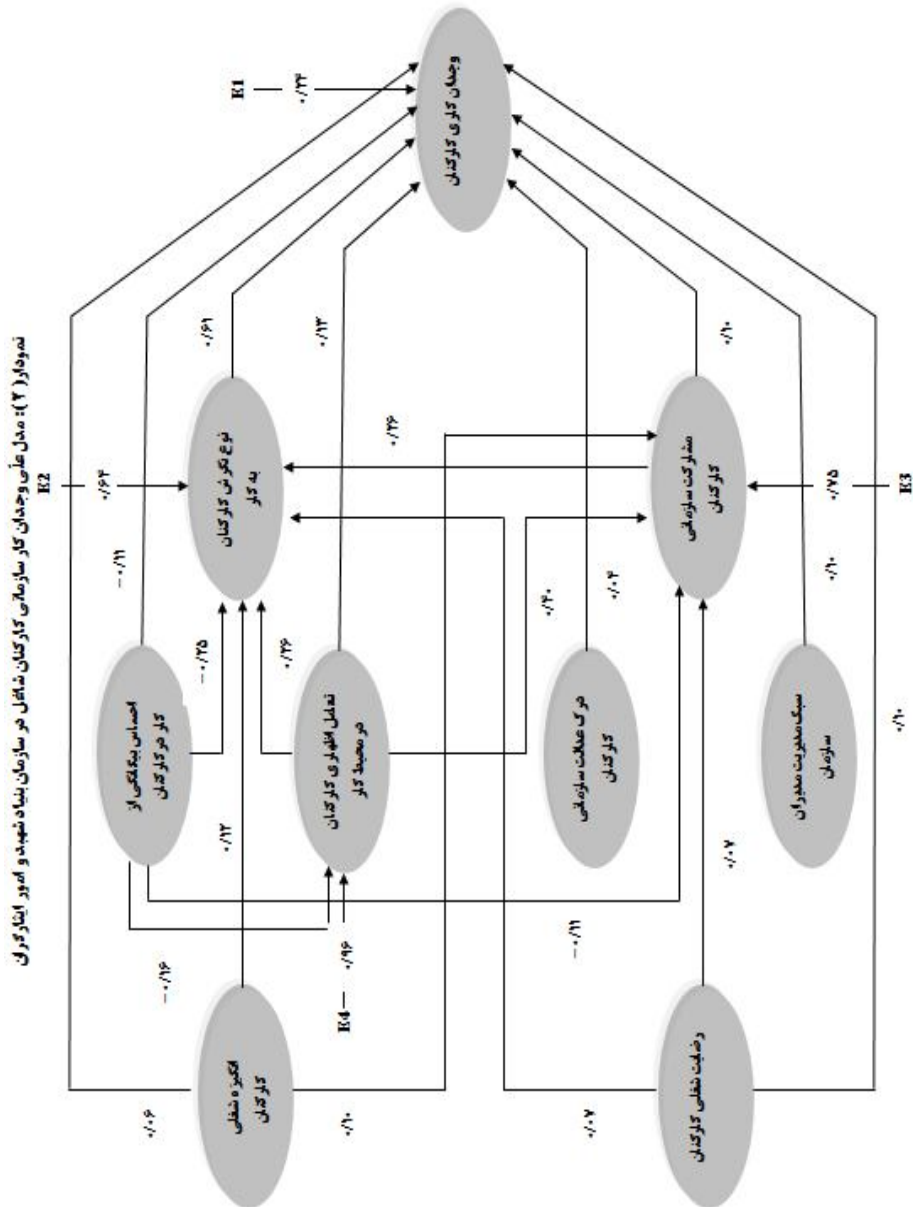 نمودار(۲): مدل علّی وجدان کار سازمانی کارکنان شاغل در سازمان بنیاد شهید و امور ایثارگران
وجدان کاری کارکنان
E1
۰/۲۴
E2
۰/۶۴
نوع نگرش کارکنان
به کار
۰/۶۱
-۰/۱۱
۰/۱۳
۰/۲۶
مشارکت سازمانی
کارکنان
۰/۱۰
۰/۷۵
E3
احساس بیگانگی از
کار در کارکنان
-۰/۲۵
۰/۱۲
تعامل اظهاری کارکنان
در محیط کار
۰/۲۶
۰/۴۰
۰/۰۴
درک عدالت سازمانی
کارکنان
سبک مدیریت مدیران
سازمان
۰/۱۰
۰/۱۰
-۰/۱۶
E4
۰/۹۶
-۰/۱۱
۰/۰۷
انگیزه شغلی
کارکنان
۰/۰۶
۰/۱۰
رضایت شغلی کارکنان
۰/۰۷